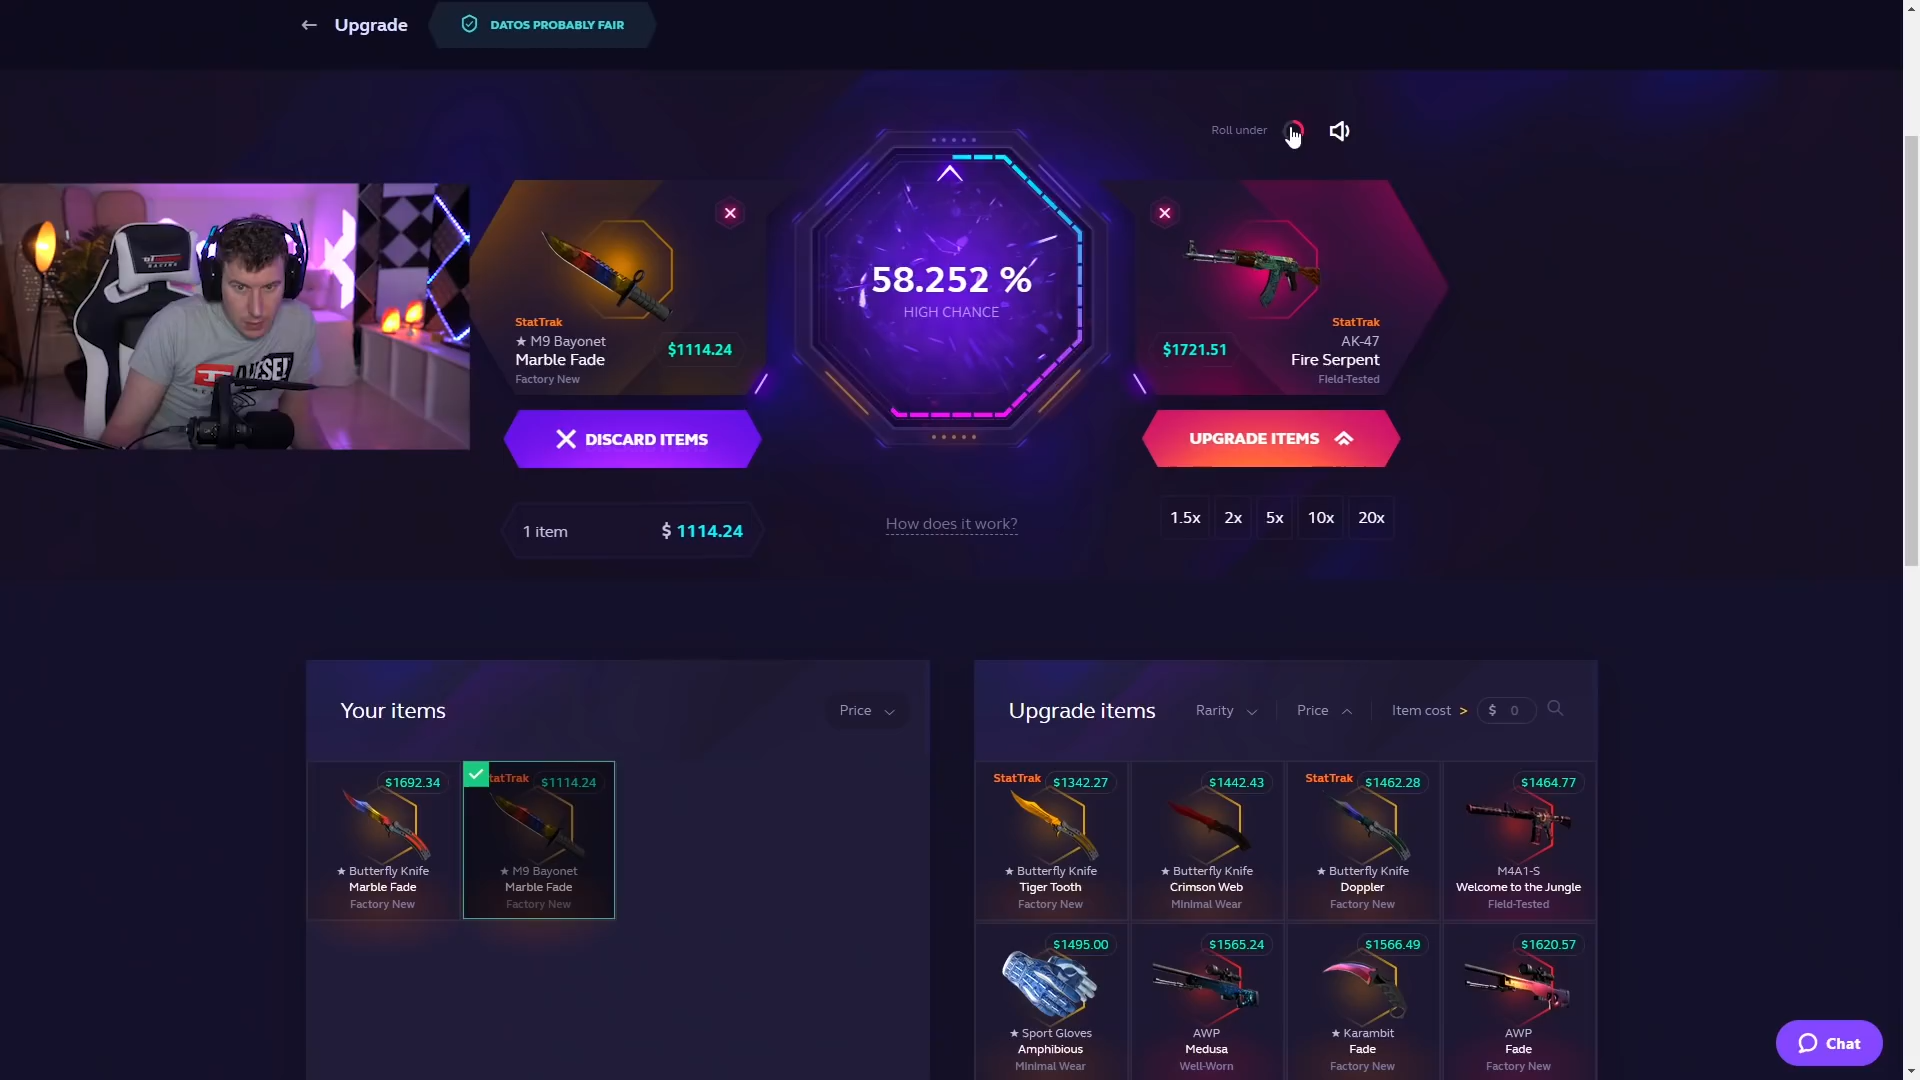 Upgrade
DATOS PROBABLY FAIR
Roll under
58.252 %
HIGH CHANCE
StatTrak
★ M9 Bayonet
Marble Fade
Factory New
$1114.24
StatTrak
AK-47
Fire Serpent
Field-Tested
$1721.51
DISCARD ITEMS
UPGRADE ITEMS
1 item
$ 1114.24
How does it work?
1.5x 2x 5x 10x 20x
Your items
Price
Upgrade items
Rarity
Price
Item cost > $ 0
$1692.34
★ Butterfly Knife
Marble Fade
Factory New
tatTrak $1114.24
★ M9 Bayonet
Marble Fade
Factory New
StatTrak $1342.27
★ Butterfly Knife
Tiger Tooth
Factory New
$1442.43
★ Butterfly Knife
Crimson Web
Minimal Wear
StatTrak $1462.28
★ Butterfly Knife
Doppler
Factory New
$1464.77
M4A1-S
Welcome to the Jungle
Field-Tested
$1495.00
★ Sport Gloves
Amphibious
Minimal Wear
$1565.24
AWP
Medusa
Well-Worn
$1566.49
★ Karambit
Fade
Factory New
$1620.57
AWP
Fade
Factory New
Chat